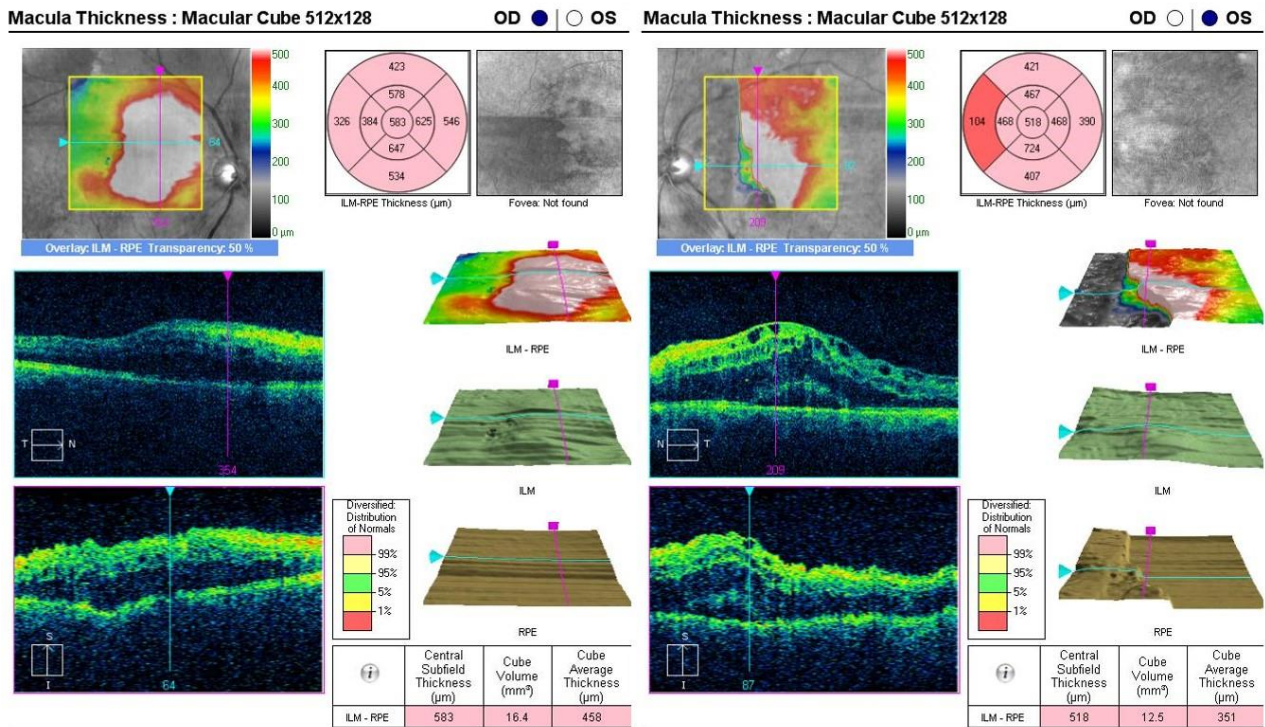 Macula Thickness : Macular Cube 512x128
OD OS
500
400
300
200
100
0 µm
64
Overlay: ILM - RPE Transparency: 50 %
423
578
326 384 583 625 546
647
534
ILM-RPE Thickness (µm)
Fovea: Not found
ILM - RPE
T N
354
ILM
S
I
64
Diversified:
Distribution
of Normals
99%
95%
5%
1%
RPE
Central
Subfield
Thickness
(µm)
Cube
Volume
(mm³)
Cube
Average
Thickness
(µm)
ILM - RPE 583 16.4 458
Macula Thickness : Macular Cube 512x128
OD OS
500
400
300
200
100
0 µm
209
Overlay: ILM - RPE Transparency: 50 %
421
467
104 468 518 468 390
724
407
ILM-RPE Thickness (µm)
Fovea: Not found
ILM - RPE
N T
209
ILM
S
I
87
Diversified:
Distribution
of Normals
99%
95%
5%
1%
RPE
Central
Subfield
Thickness
(µm)
Cube
Volume
(mm³)
Cube
Average
Thickness
(µm)
ILM - RPE 518 12.5 351